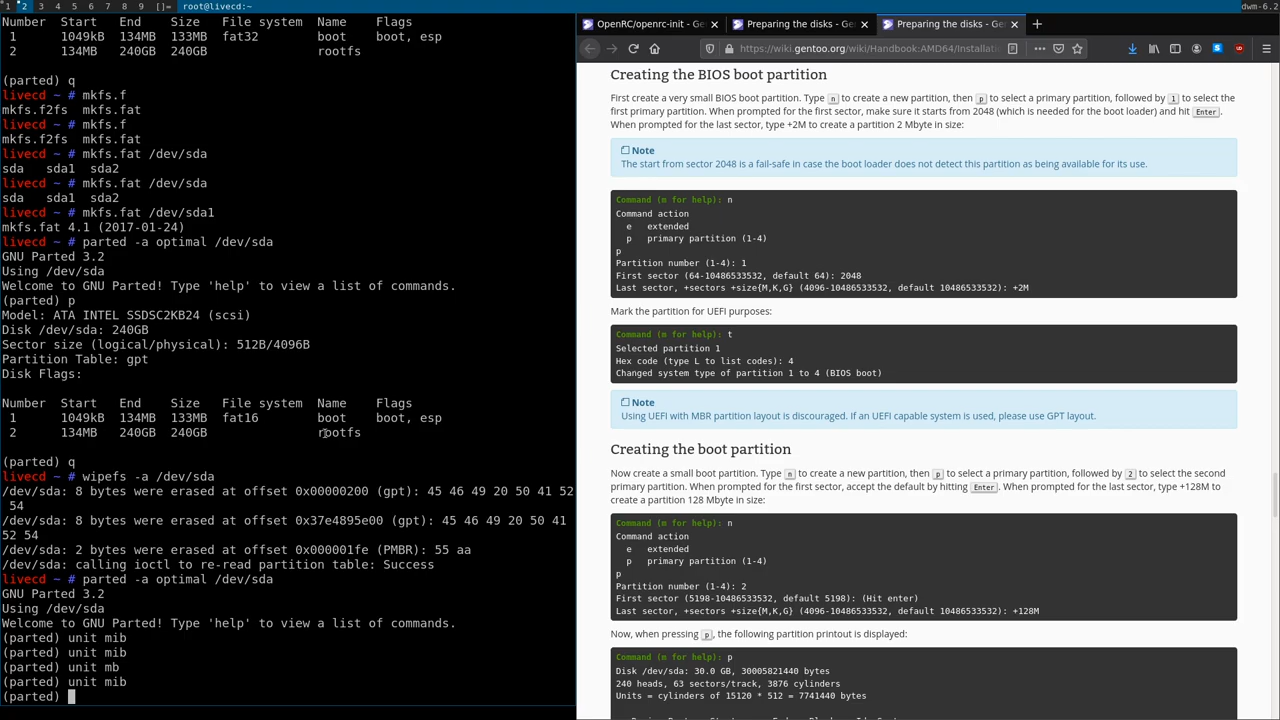 1 2 3 4 5 6 7 8 9 []= root@livecd:~ dwm-6.2
Number Start End Size File system Name Flags
1 1049kB 134MB 133MB fat32 boot boot, esp
2 134MB 240GB 240GB rootfs
(parted) q
livecd ~ # mkfs.f
mkfs.f2fs mkfs.fat
livecd ~ # mkfs.f
mkfs.f2fs mkfs.fat
livecd ~ # mkfs.fat /dev/sda
sda sda1 sda2
livecd ~ # mkfs.fat /dev/sda
sda sda1 sda2
livecd ~ # mkfs.fat /dev/sda1
mkfs.fat 4.1 (2017-01-24)
livecd ~ # parted -a optimal /dev/sda
GNU Parted 3.2
Using /dev/sda
Welcome to GNU Parted! Type 'help' to view a list of commands.
(parted) p
Model: ATA INTEL SSDSC2KB24 (scsi)
Disk /dev/sda: 240GB
Sector size (logical/physical): 512B/4096B
Partition Table: gpt
Disk Flags:
Number Start End Size File system Name Flags
1 1049kB 134MB 133MB fat16 boot boot, esp
2 134MB 240GB 240GB rootfs
(parted) q
livecd ~ # wipefs -a /dev/sda
/dev/sda: 8 bytes were erased at offset 0x00000200 (gpt): 45 46 49 20 50 41 52
54
/dev/sda: 8 bytes were erased at offset 0x37e4895e00 (gpt): 45 46 49 20 50 41
52 54
/dev/sda: 2 bytes were erased at offset 0x000001fe (PMBR): 55 aa
/dev/sda: calling ioctl to re-read partition table: Success
livecd ~ # parted -a optimal /dev/sda
GNU Parted 3.2
Using /dev/sda
Welcome to GNU Parted! Type 'help' to view a list of commands.
(parted) unit mib
(parted) unit mib
(parted) unit mb
(parted) unit mib
(parted)
OpenRC/openrc-init - Ge Preparing the disks - Ge Preparing the disks - Ge
https://wiki.gentoo.org/wiki/Handbook:AMD64/Installati
Creating the BIOS boot partition
First create a very small BIOS boot partition. Type n to create a new partition, then p to select a primary partition, followed by 1 to select the
first primary partition. When prompted for the first sector, make sure it starts from 2048 (which is needed for the boot loader) and hit Enter.
When prompted for the last sector, type +2M to create a partition 2 Mbyte in size:
Note
The start from sector 2048 is a fail-safe in case the boot loader does not detect this partition as being available for its use.
Command (m for help): n
Command action
e extended
p primary partition (1-4)
p
Partition number (1-4): 1
First sector (64-10486533532, default 64): 2048
Last sector, +sectors +size{M,K,G} (4096-10486533532, default 10486533532): +2M
Mark the partition for UEFI purposes:
Command (m for help): t
Selected partition 1
Hex code (type L to list codes): 4
Changed system type of partition 1 to 4 (BIOS boot)
Note
Using UEFI with MBR partition layout is discouraged. If an UEFI capable system is used, please use GPT layout.
Creating the boot partition
Now create a small boot partition. Type n to create a new partition, then p to select a primary partition, followed by 2 to select the second
primary partition. When prompted for the first sector, accept the default by hitting Enter. When prompted for the last sector, type +128M to
create a partition 128 Mbyte in size:
Command (m for help): n
Command action
e extended
p primary partition (1-4)
p
Partition number (1-4): 2
First sector (5198-10486533532, default 5198): (Hit enter)
Last sector, +sectors +size{M,K,G} (4096-10486533532, default 10486533532): +128M
Now, when pressing p, the following partition printout is displayed:
Command (m for help): p
Disk /dev/sda: 30.0 GB, 30005821440 bytes
240 heads, 63 sectors/track, 3876 cylinders
Units = cylinders of 15120 * 512 = 7741440 bytes